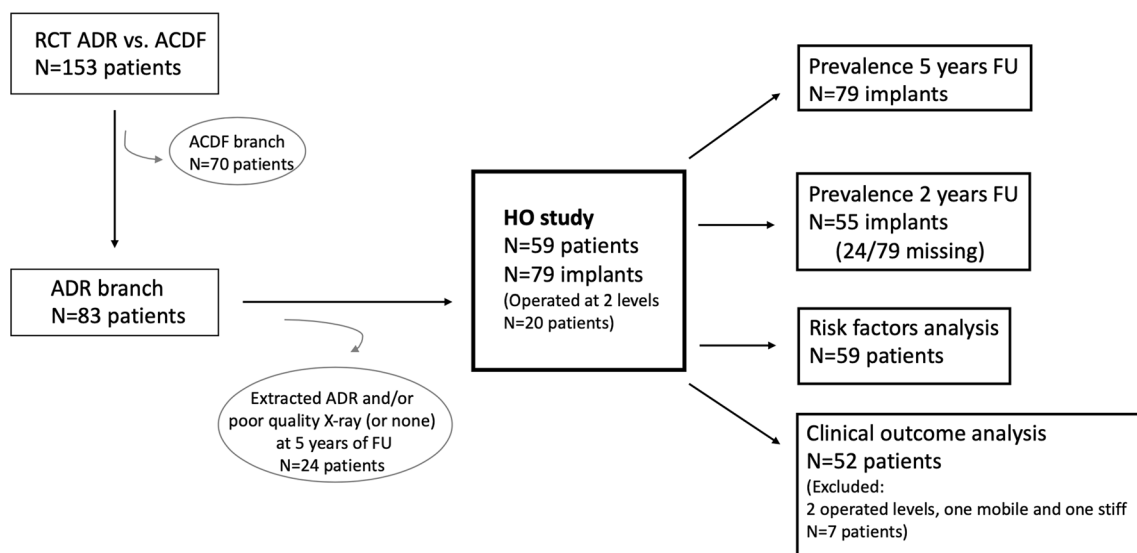 RCT ADR vs. ACDF
N=153 patients
ACDF branch
N=70 patients
ADR branch
N=83 patients
Extracted ADR and/or
poor quality X-ray (or none)
at 5 years of FU
N=24 patients
HO study
N=59 patients
N=79 implants
(Operated at 2 levels
N=20 patients)
Prevalence 5 years FU
N=79 implants
Prevalence 2 years FU
N=55 implants
(24/79 missing)
Risk factors analysis
N=59 patients
Clinical outcome analysis
N=52 patients
(Excluded:
2 operated levels, one mobile and one stiff
N=7 patients)